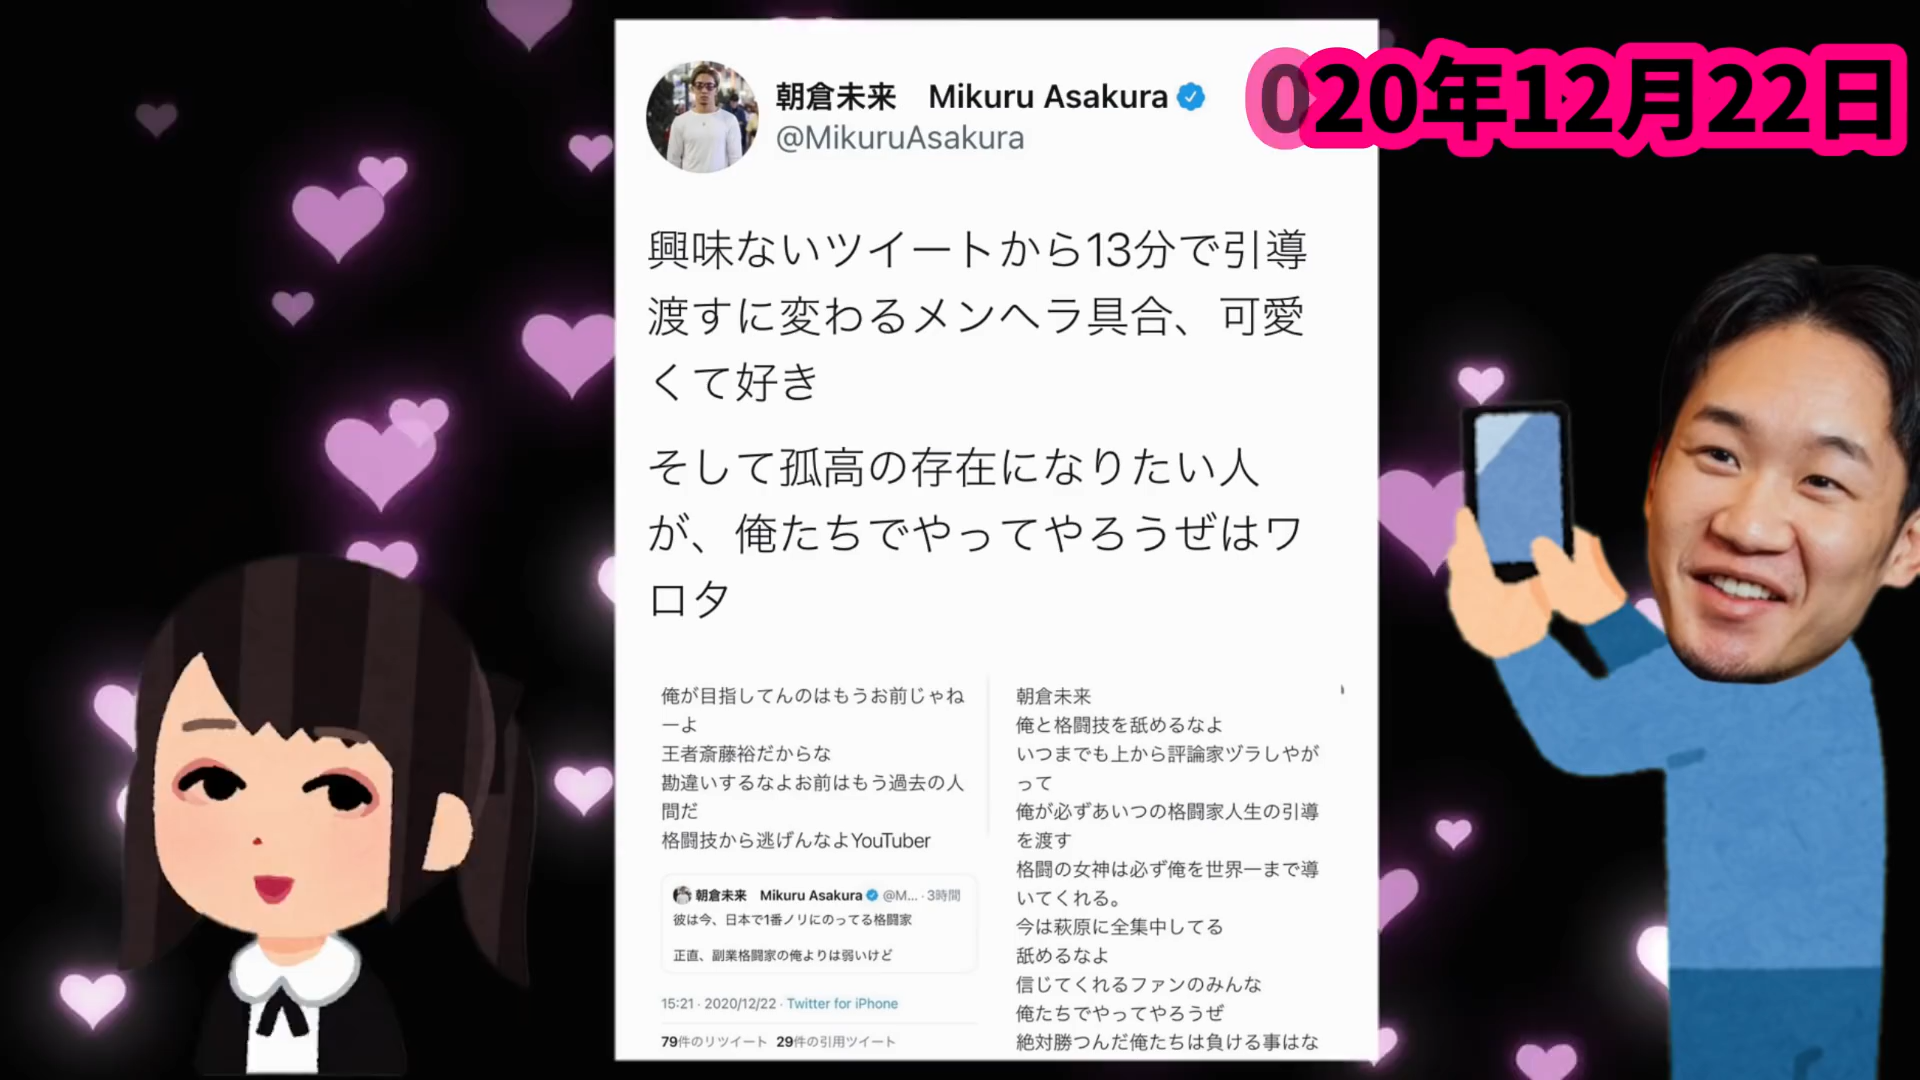 020年12月22日
朝倉未来 Mikuru Asakura
@MikuruAsakura
興味ないツイートから13分で引導
渡すに変わるメンヘラ具合、可愛
くて好き
そして孤高の存在になりたい人
が、俺たちでやってやろうぜはワ
ロタ
俺が目指してんのはもうお前じゃね
ーよ
王者斎藤裕だからな
勘違いするなよお前はもう過去の人
間だ
格闘技から逃げんなよYouTuber
朝倉未来 Mikuru Asakura @M... · 3時間
彼は今、日本で1番ノリにのってる格闘家
正直、副業格闘家の俺よりは弱いけど
15:21 · 2020/12/22 · Twitter for iPhone
79件のリツイート 29件の引用ツイート
朝倉未来
俺と格闘技を舐めるなよ
いつまでも上から評論家ヅラしやが
って
俺が必ずあいつの格闘家人生の引導
を渡す
格闘の女神は必ず俺を世界一まで導
いてくれる。
今は萩原に全集中してる
舐めるなよ
信じてくれるファンのみんな
俺たちでやってやろうぜ
絶対勝つんだ俺たちは負ける事はな